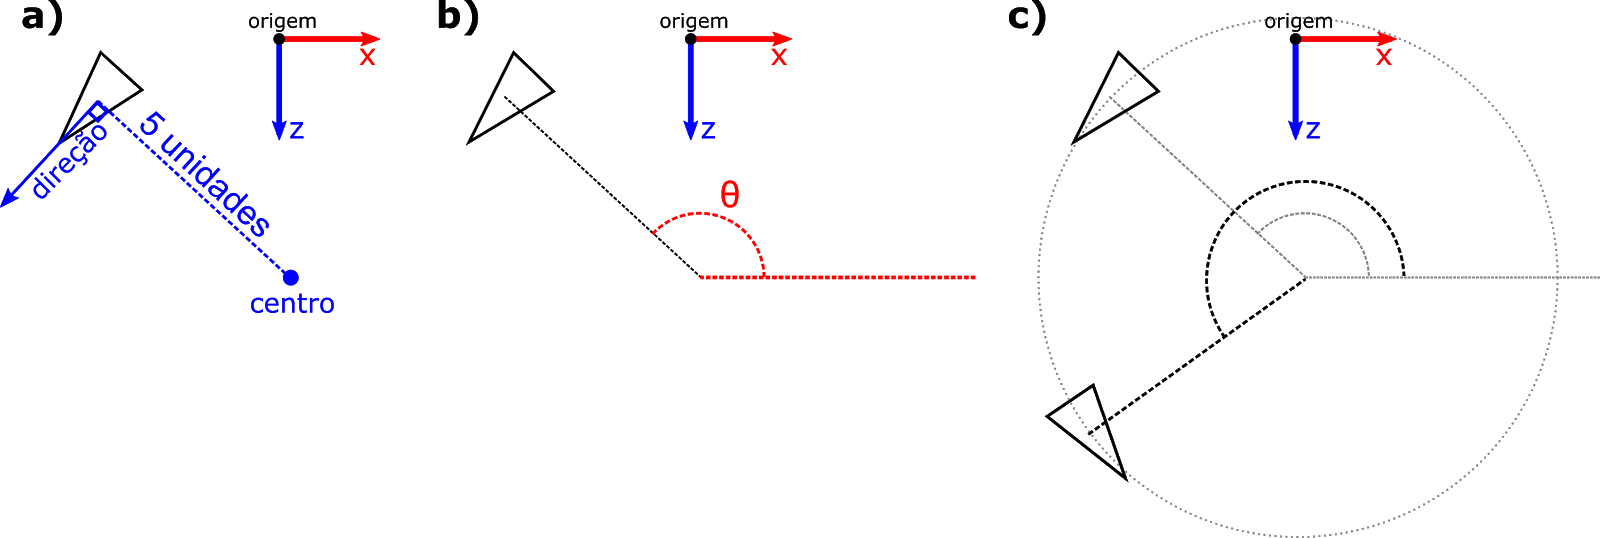 a)
origem
x
z
direção
5 unidades
centro
b)
origem
x
z
θ
c)
origem
x
z